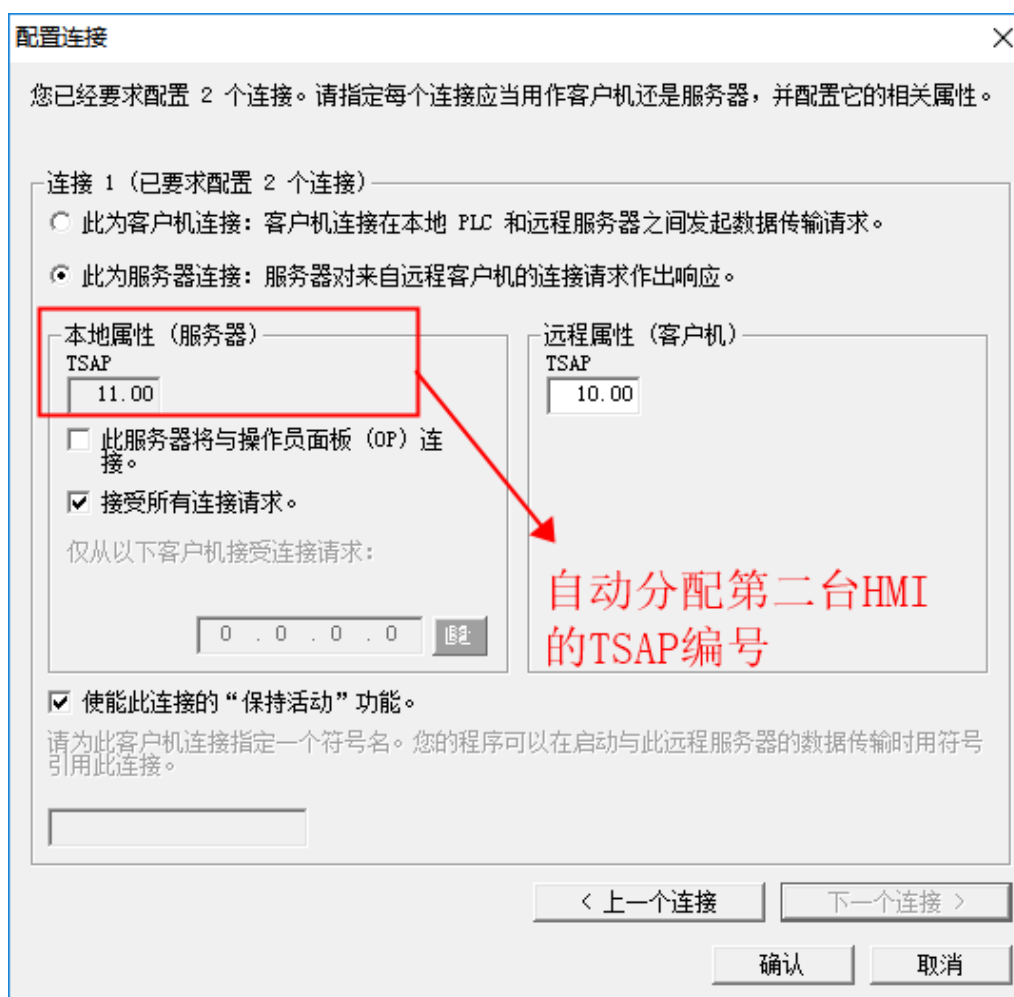 配置连接
您已经要求配置 2 个连接。请指定每个连接应当用作客户机还是服务器，并配置它的相关属性。
连接 1（已要求配置 2 个连接）
此为客户机连接：客户机连接在本地 PLC 和远程服务器之间发起数据传输请求。
此为服务器连接：服务器对来自远程客户机的连接请求作出响应。
本地属性（服务器）
TSAP
11.00
此服务器将与操作员面板（OP）连
接。
接受所有连接请求。
仅从以下客户机接受连接请求：
0 . 0 . 0 . 0
远程属性（客户机）
TSAP
10.00
自动分配第二台HMI
的TSAP编号
使能此连接的“保持活动”功能。
请为此客户机连接指定一个符号名。您的程序可以在启动与此远程服务器的数据传输时用符号
引用此连接。
< 上一个连接
下一个连接 >
确认
取消